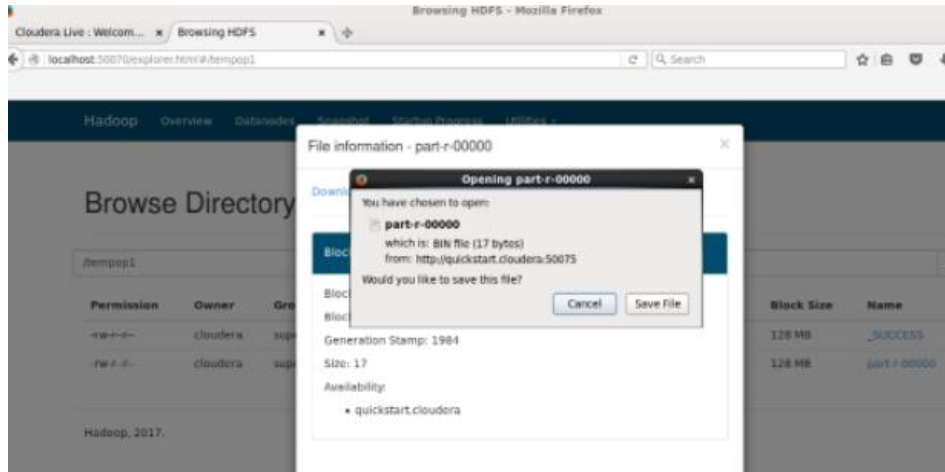 Browsing HDFS - Mozilla Firefox
Cloudera Live : Welcom... × Browsing HDFS ×
localhost:50070/explorer.html#/tempop1 Search
Hadoop Overview Datanodes Snapshot Startup Progress Utilities
File information - part-r-00000 ×
Opening part-r-00000 ×
You have chosen to open:
part-r-00000
which is: BIN file (17 bytes)
from: http://quickstart.cloudera:50075
Would you like to save this file?
Cancel Save File
Browse Directory
/tempop1
Permission Owner Block Size Name
-rw-r--r-- cloudera 128 MB _SUCCESS
-rw-r--r-- cloudera 128 MB part-r-00000
Generation Stamp: 1984
Size: 17
Availability:
• quickstart.cloudera
Hadoop, 2017.